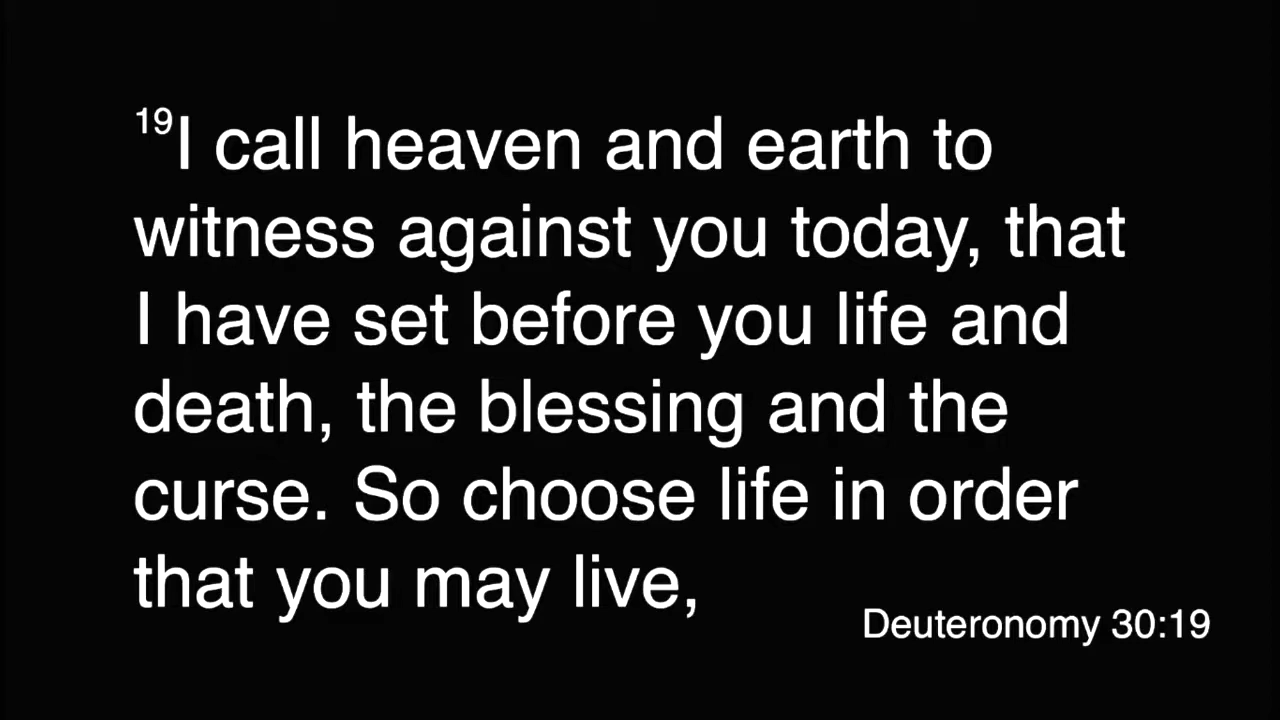 19I call heaven and earth to
witness against you today, that
I have set before you life and
death, the blessing and the
curse. So choose life in order
that you may live,
Deuteronomy 30:19